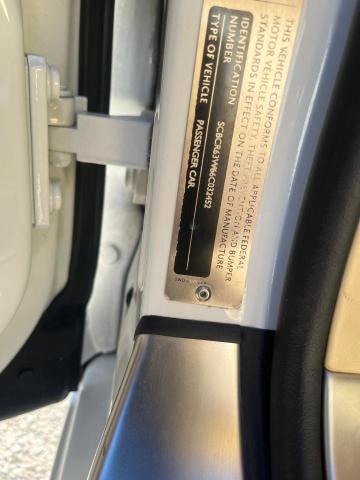 THIS VEHICLE CONFORMS TO ALL APPLICABLE FEDERAL
MOTOR VEHICLE SAFETY, THEFT PREVENTION AND BUMPER
STANDARDS IN EFFECT ON THE DATE OF MANUFACTURE
IDENTIFICATION
NUMBER SCBCR63W66C032452
TYPE OF VEHICLE PASSENGER CAR